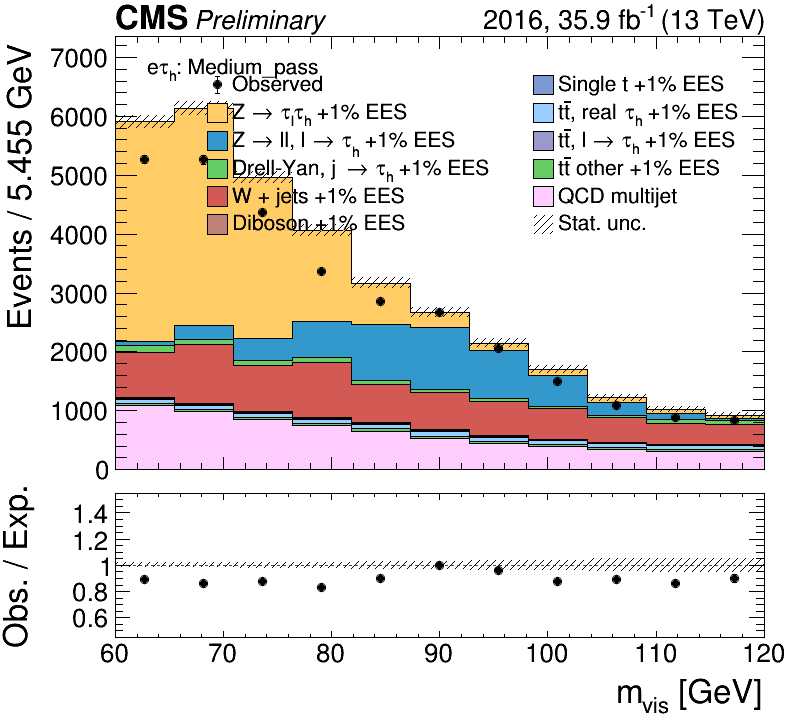 CMS Preliminary 2016, 35.9 fb⁻¹ (13 TeV)
eτh: Medium_pass
Observed
Z → τlτh +1% EES
Z → ll, l → τh +1% EES
Drell-Yan, j → τh +1% EES
W + jets +1% EES
Diboson +1% EES
Single t +1% EES
tt̄, real τh +1% EES
tt̄, l → τh +1% EES
tt̄ other +1% EES
QCD multijet
Stat. unc.
Events / 5.455 GeV
7000
6000
5000
4000
3000
2000
1000
0
Obs. / Exp.
1.4
1.2
1
0.8
0.6
60 70 80 90 100 110 120
mvis [GeV]